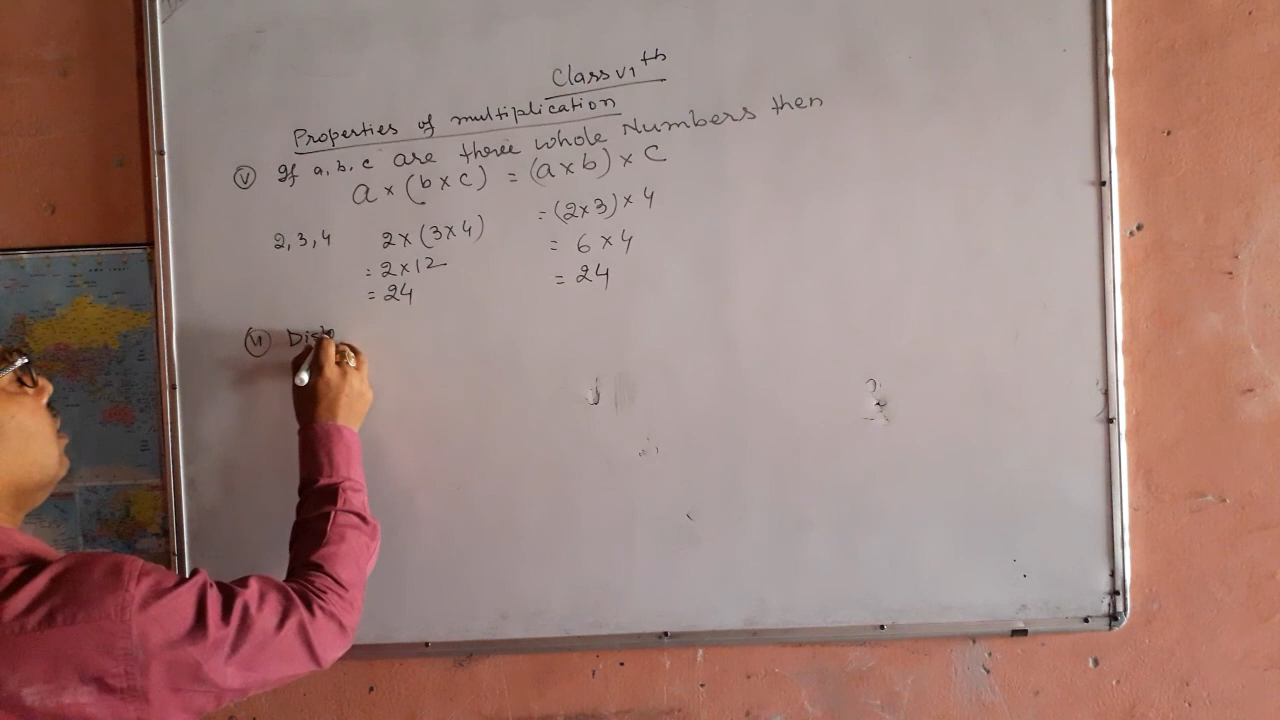 Class VIth
Properties of multiplication
(V) If a, b, c are three whole Numbers then
a × (b × c) = (a × b) × c
2, 3, 4 2 × (3 × 4) = (2 × 3) × 4
= 2 × 12 = 6 × 4
= 24 = 24
(VI)